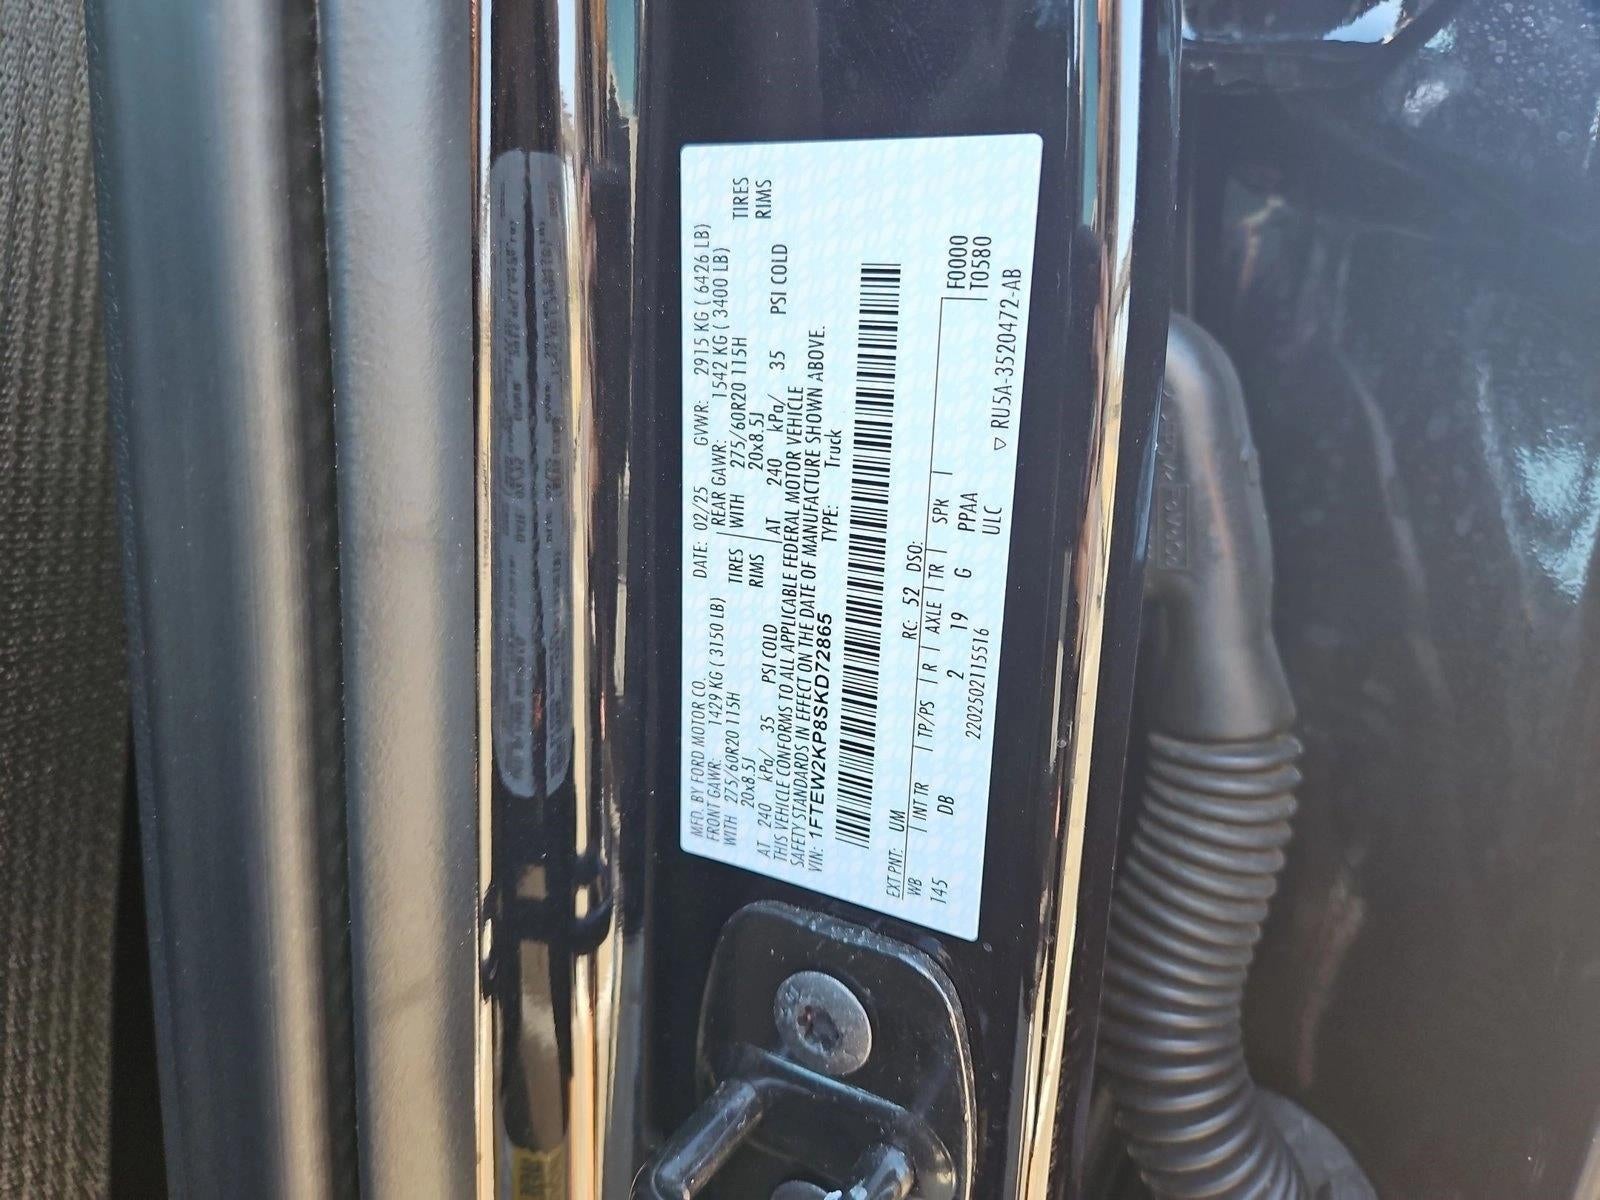 MFD. BY FORD MOTOR CO. DATE: 02/25 GVWR: 2915 KG ( 6426 LB)
FRONT GAWR: 1429 KG ( 3150 LB) REAR GAWR: 1542 KG ( 3400 LB)
WITH 275/60R20 115H TIRES WITH 275/60R20 115H TIRES
20x8.5J RIMS 20x8.5J RIMS
AT 240 kPa/ 35 PSI COLD AT 240 kPa/ 35 PSI COLD
THIS VEHICLE CONFORMS TO ALL APPLICABLE FEDERAL MOTOR VEHICLE
SAFETY STANDARDS IN EFFECT ON THE DATE OF MANUFACTURE SHOWN ABOVE.
VIN: 1FTEW2KP8SKD72865 TYPE: Truck
EXT PNT: UM RC: 52 DSO: F0000
WB INT TR TP/PS R AXLE TR SPR T0580
145 DB 2 19 G PPAA
2202502115516 ULC RU5A-3520472-AB